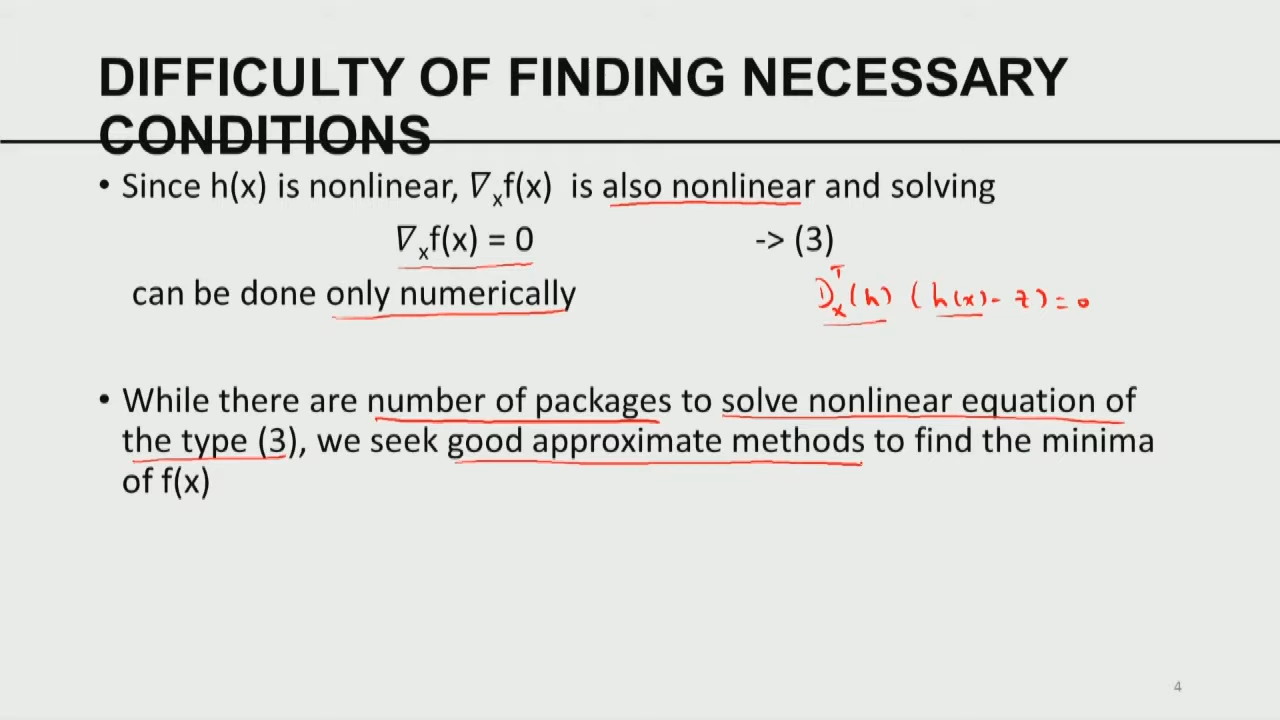 DIFFICULTY OF FINDING NECESSARY
CONDITIONS
• Since h(x) is nonlinear, ∇ₓf(x) is also nonlinear and solving
∇ₓf(x) = 0 -> (3)
can be done only numerically
Dₓᵀ(h) (h(x) - z) = 0
• While there are number of packages to solve nonlinear equation of
the type (3), we seek good approximate methods to find the minima
of f(x)
4